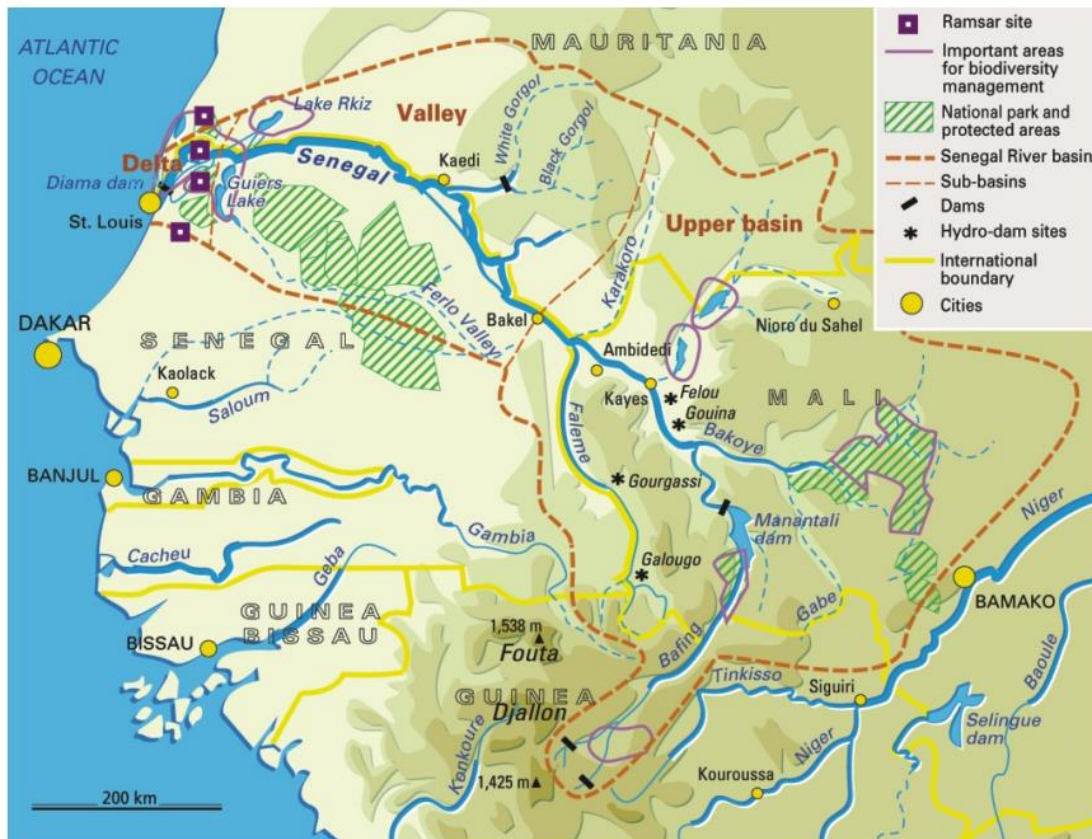 ATLANTIC
OCEAN
MAURITANIA
Lake Rkiz
Valley
White Gorgol
Black Gorgol
Delta
Senegal
Kaedi
Diama dam
Guiers
Lake
St. Louis
Upper basin
Karakoro
Ferlo Valley
Bakel
Nioro du Sahel
DAKAR
SENEGAL
Ambidedi
Kaolack
Saloum
Kayes
Felou
Gouina
MALI
Faleme
Bakoye
BANJUL
GAMBIA
Gourgassi
Gambia
Manantali
dam
Niger
Cacheu
Geba
Galougo
BAMAKO
GUINEA
BISSAU
BISSAU
1,538 m
Fouta
Gabe
Bafing
Baoule
GUINEA
Djallon
Tinkisso
Siguiri
Selingue
dam
Konkoure
1,425 m
Niger
Kouroussa
200 km
Ramsar site
Important areas
for biodiversity
management
National park and
protected areas
Senegal River basin
Sub-basins
Dams
Hydro-dam sites
International
boundary
Cities